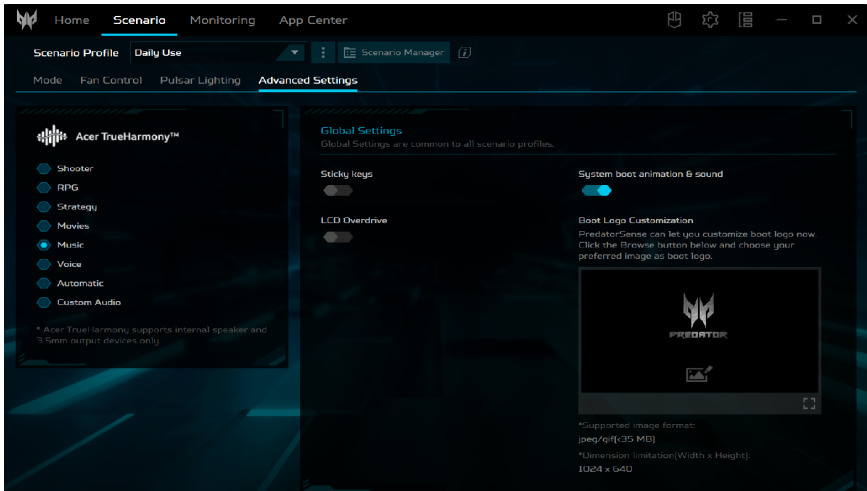 Home Scenario Monitoring App Center
Scenario Profile Daily Use Scenario Manager
Mode Fan Control Pulsar Lighting Advanced Settings
Acer TrueHarmony™
Shooter
RPG
Strategy
Movies
Music
Voice
Automatic
Custom Audio
* Acer TrueHarmony supports internal speaker and
3.5mm output devices only
Global Settings
Global Settings are common to all scenario profiles.
Sticky keys
LCD Overdrive
System boot animation & sound
Boot Logo Customization
PredatorSense can let you customize boot logo now.
Click the Browse button below and choose your
preferred image as boot logo.
PREDATOR
*Supported image format:
jpeg/gif(<35 MB)
*Dimension limitation(Width x Height):
1024 x 640